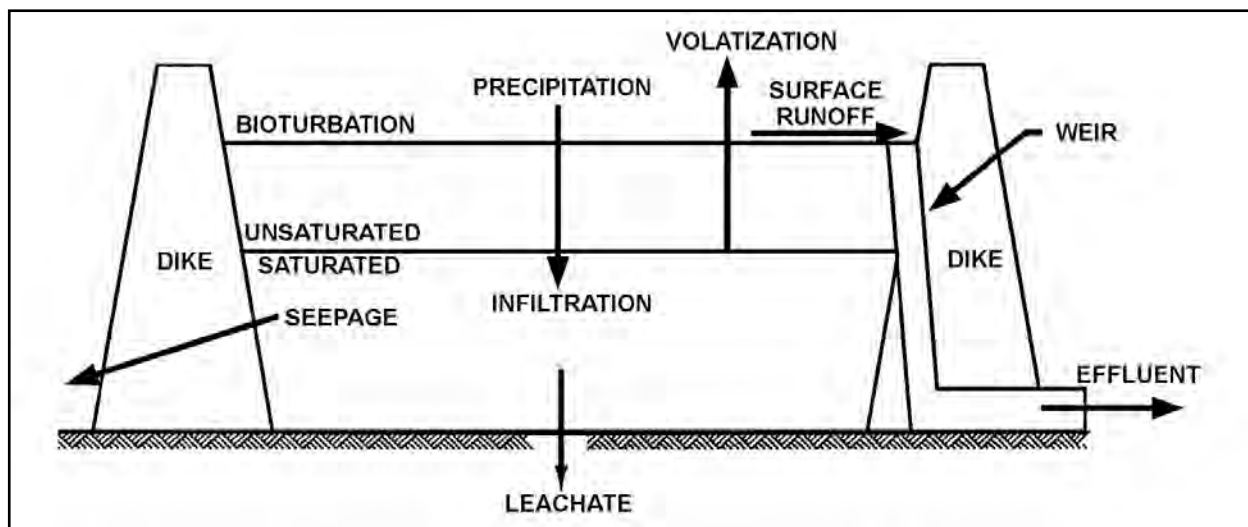 VOLATIZATION
PRECIPITATION
SURFACE
RUNOFF
BIOTURBATION
WEIR
UNSATURATED
SATURATED
DIKE
DIKE
INFILTRATION
SEEPAGE
EFFLUENT
LEACHATE